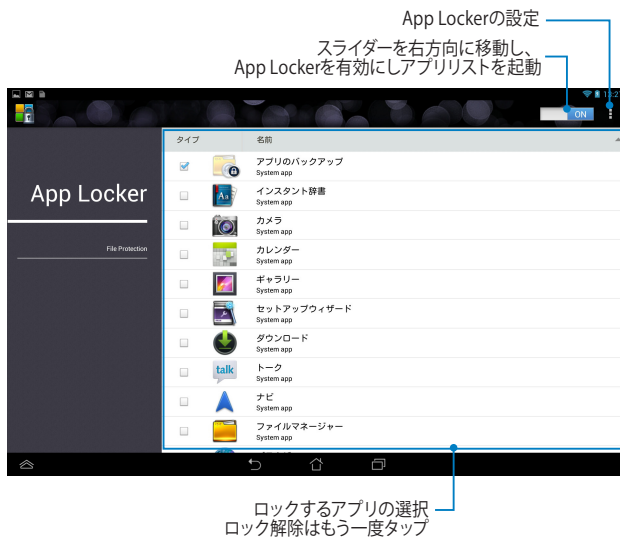 App Lockerの設定
スライダーを右方向に移動し、
App Lockerを有効にしアプリリストを起動
ON
タイプ 名前
App Locker
File Protection
アプリのバックアップ
System app
インスタント辞書
System app
カメラ
System app
カレンダー
System app
ギャラリー
System app
セットアップウィザード
System app
ダウンロード
System app
talk
トーク
System app
ナビ
System app
ファイルマネージャー
System app
ロックするアプリの選択
ロック解除はもう一度タップ